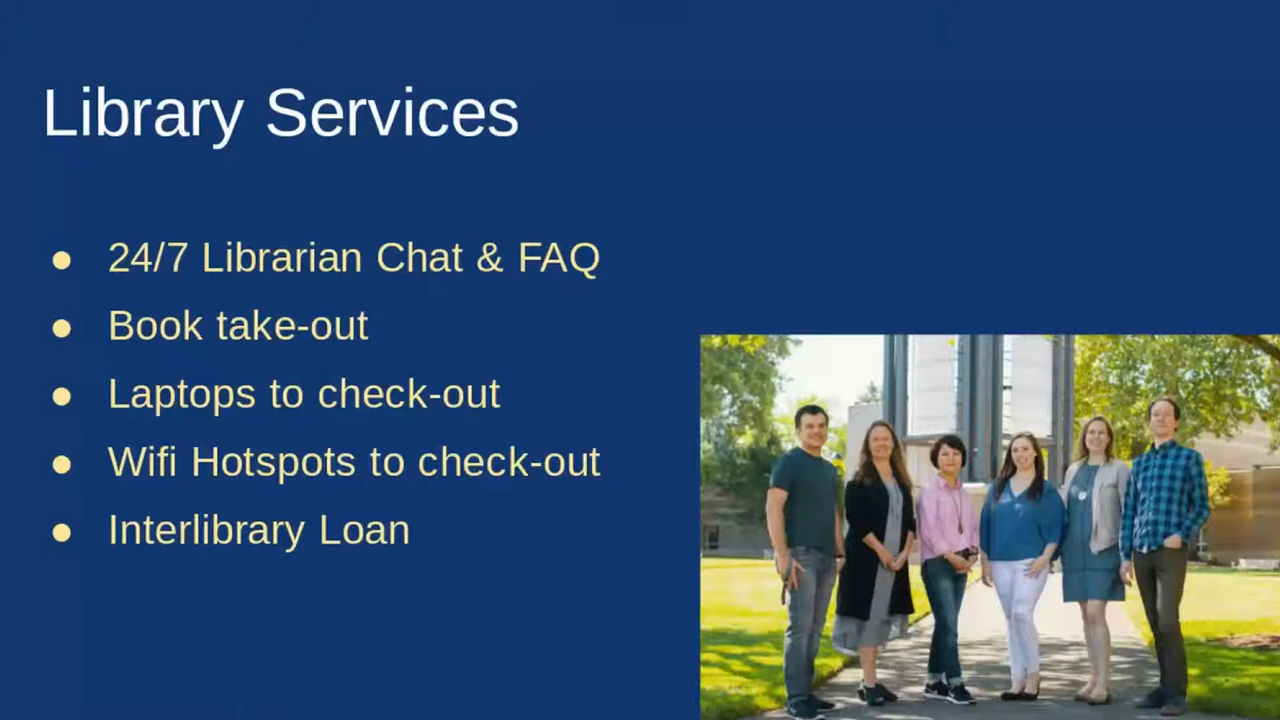 Library Services
● 24/7 Librarian Chat & FAQ
● Book take-out
● Laptops to check-out
● Wifi Hotspots to check-out
● Interlibrary Loan